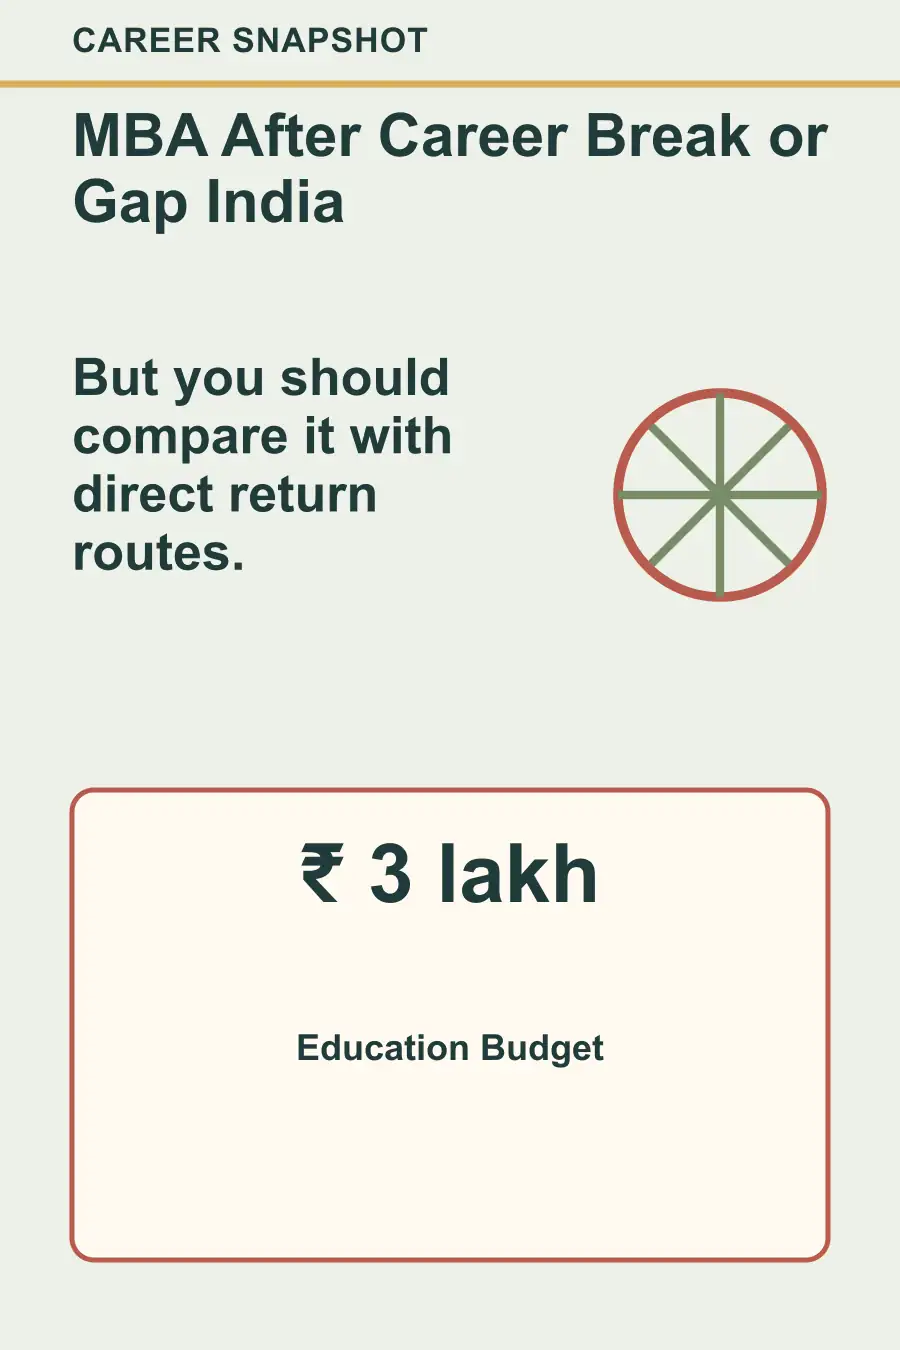 CAREER SNAPSHOT
MBA After Career Break or
Gap India
But you should
compare it with
direct return
routes.
₹ 3 lakh
Education Budget